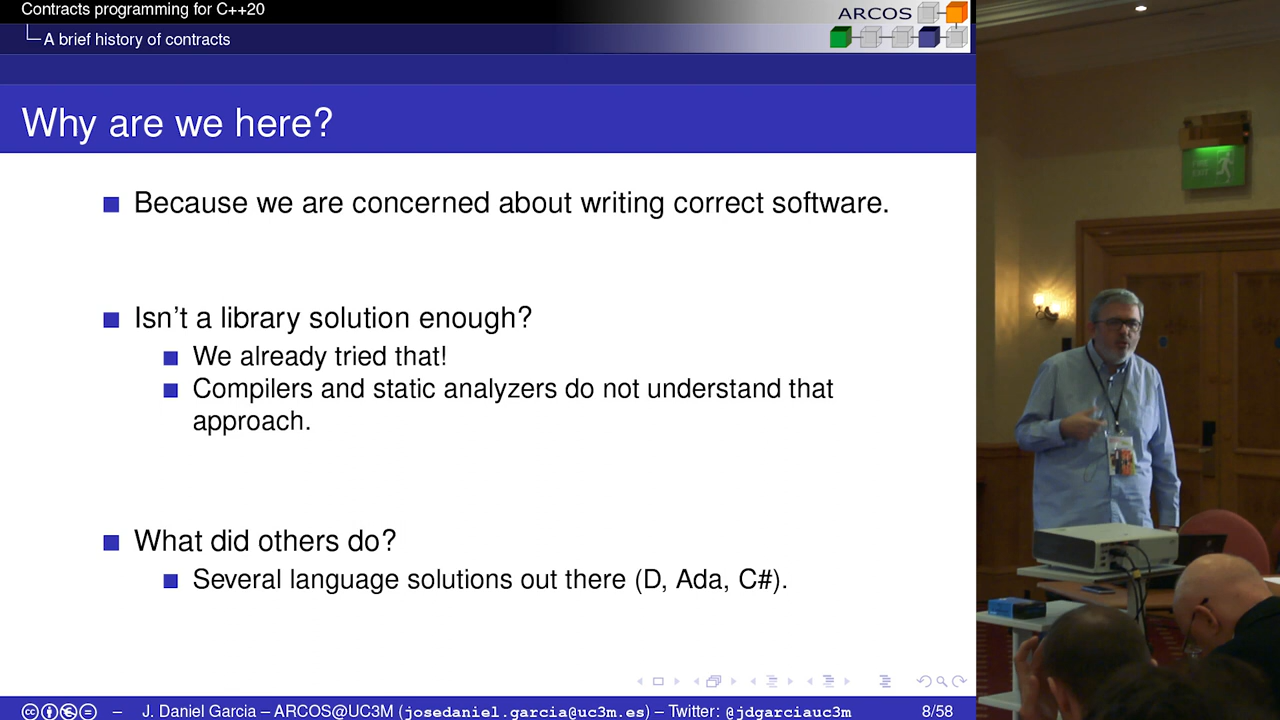 Contracts programming for C++20
A brief history of contracts
ARCOS
Why are we here?
Because we are concerned about writing correct software.
Isn't a library solution enough?
We already tried that!
Compilers and static analyzers do not understand that
approach.
What did others do?
Several language solutions out there (D, Ada, C#).
– J. Daniel Garcia – ARCOS@UC3M (josedaniel.garcia@uc3m.es) – Twitter: @jdgarciauc3m 8/58
FIRE
EXIT